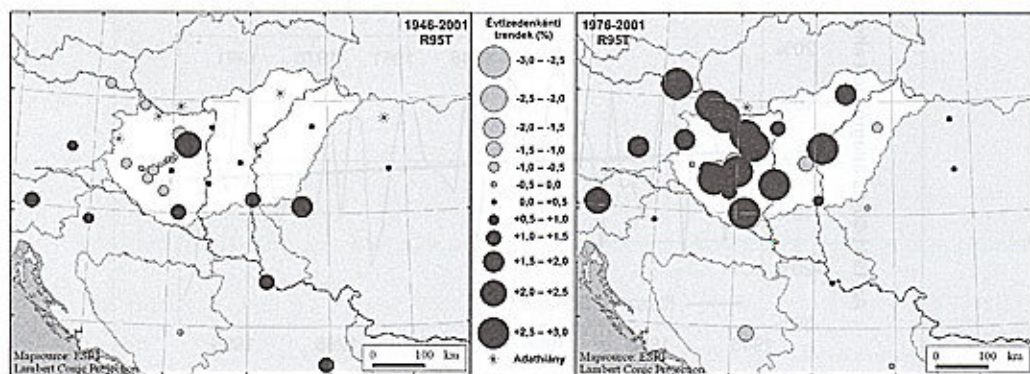 1946-2001
R95T
Mapsource: ESRI
Lambert Conic Projection
0 100 km
Évtizedenkénti
trendek (%)
-3,0 – -2,5
-2,5 – -2,0
-2,0 – -1,5
-1,5 – -1,0
-1,0 – -0,5
-0,5 – 0,0
0,0 – +0,5
+0,5 – +1,0
+1,0 – +1,5
+1,5 – +2,0
+2,0 – +2,5
+2,5 – +3,0
Adathiány
1976-2001
R95T
Mapsource: ESRI
Lambert Conic Projection
0 100 km